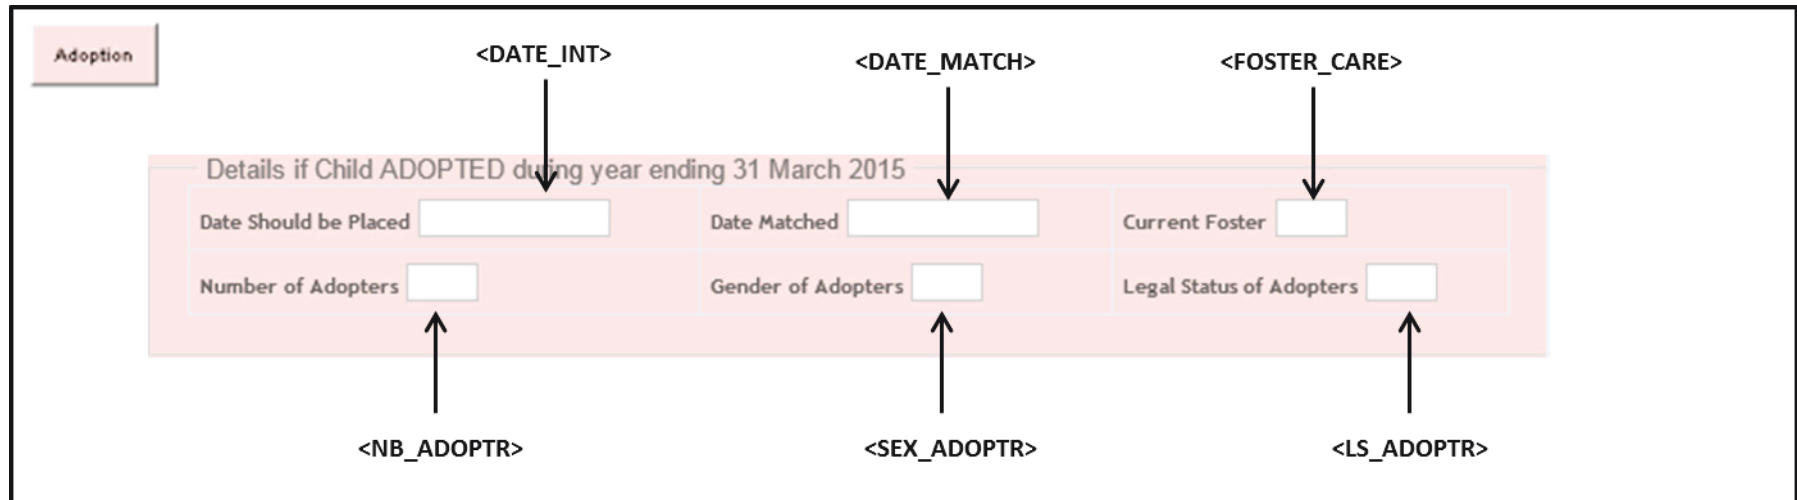 Adoption
<DATE_INT>
<DATE_MATCH>
<FOSTER_CARE>
Details if Child ADOPTED during year ending 31 March 2015
Date Should be Placed
Date Matched
Current Foster
Number of Adopters
Gender of Adopters
Legal Status of Adopters
<NB_ADOPTR>
<SEX_ADOPTR>
<LS_ADOPTR>